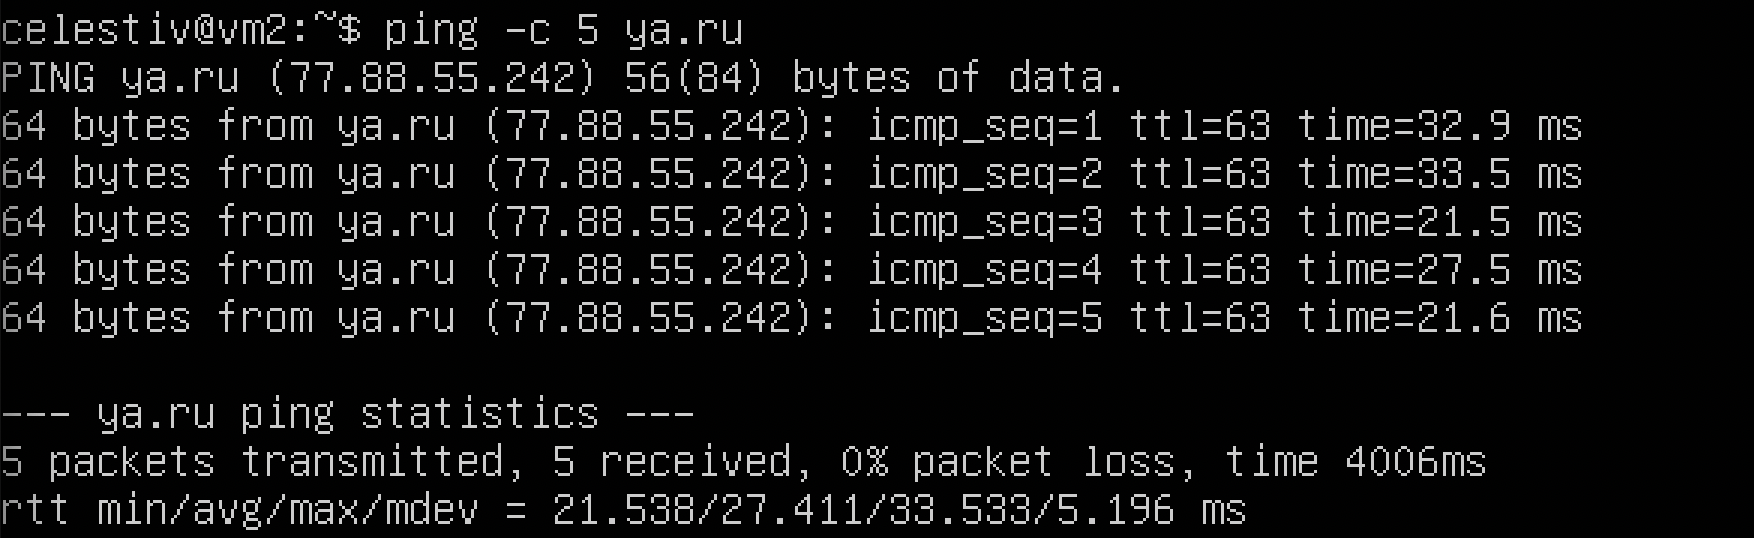 celestiv@vm2:~$ ping -c 5 ya.ru
PING ya.ru (77.88.55.242) 56(84) bytes of data.
64 bytes from ya.ru (77.88.55.242): icmp_seq=1 ttl=63 time=32.9 ms
64 bytes from ya.ru (77.88.55.242): icmp_seq=2 ttl=63 time=33.5 ms
64 bytes from ya.ru (77.88.55.242): icmp_seq=3 ttl=63 time=21.5 ms
64 bytes from ya.ru (77.88.55.242): icmp_seq=4 ttl=63 time=27.5 ms
64 bytes from ya.ru (77.88.55.242): icmp_seq=5 ttl=63 time=21.6 ms
--- ya.ru ping statistics ---
5 packets transmitted, 5 received, 0% packet loss, time 4006ms
rtt min/avg/max/mdev = 21.538/27.411/33.533/5.196 ms